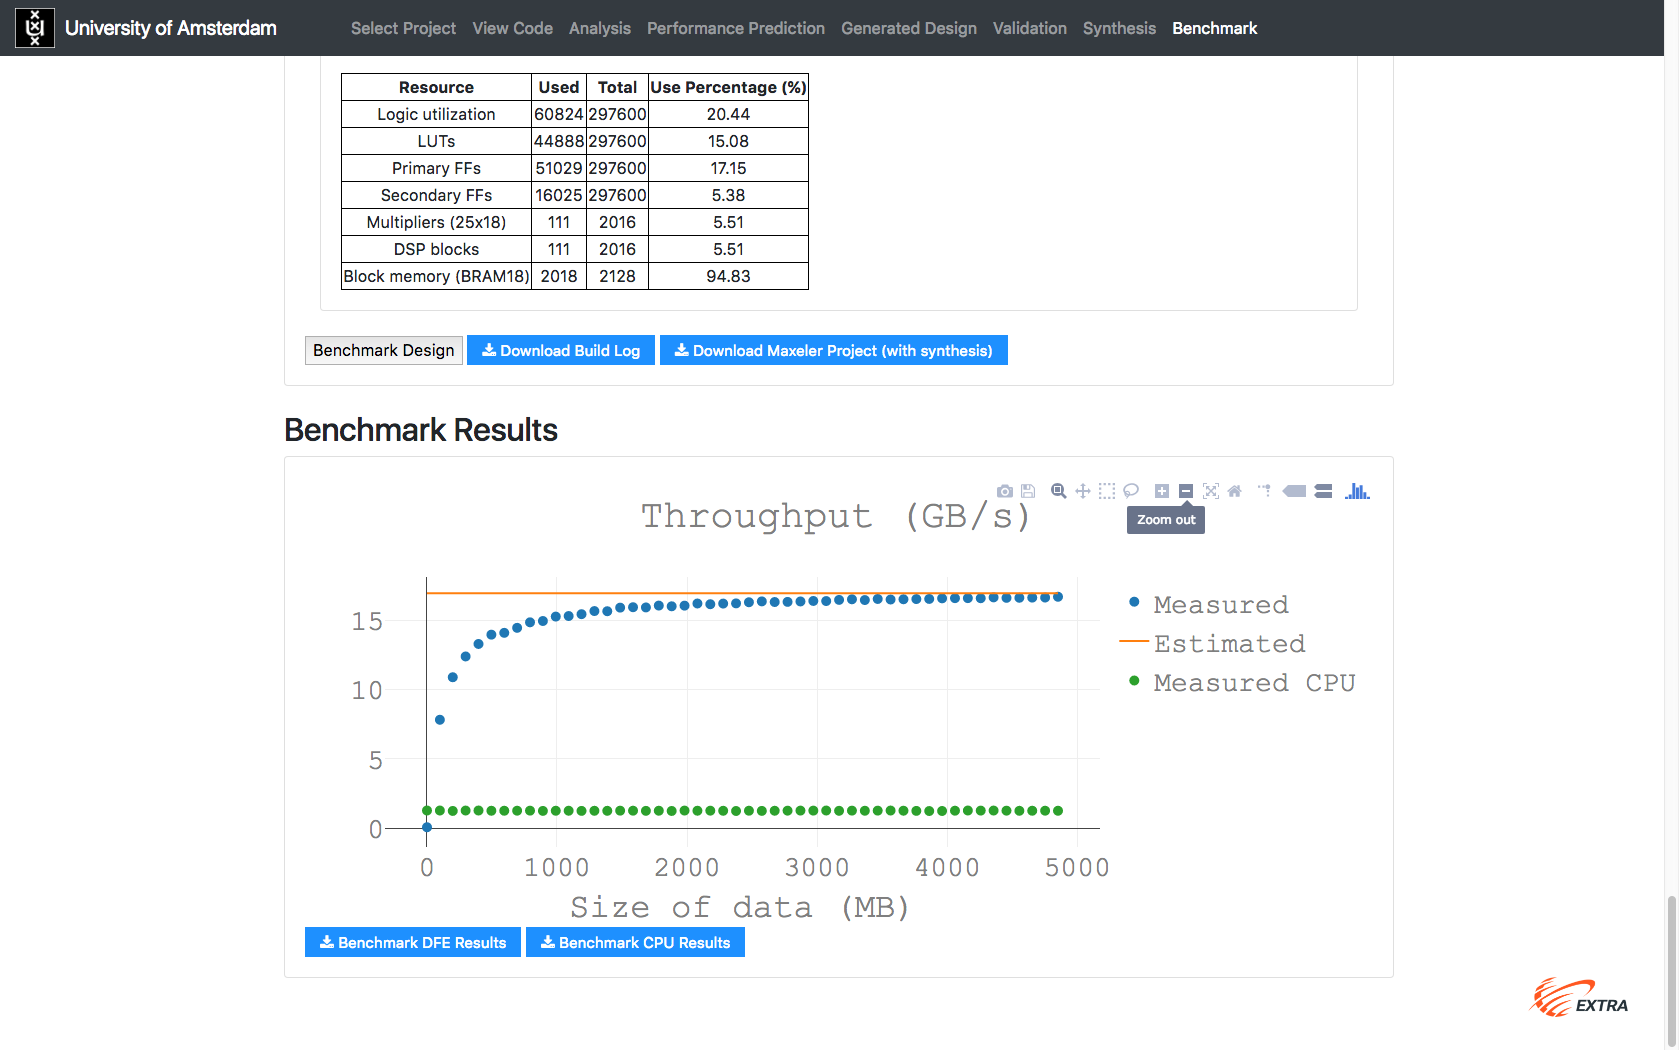 University of Amsterdam Select Project View Code Analysis Performance Prediction Generated Design Validation Synthesis Benchmark
Resource Used Total Use Percentage (%)
Logic utilization 60824 297600 20.44
LUTs 44888 297600 15.08
Primary FFs 51029 297600 17.15
Secondary FFs 16025 297600 5.38
Multipliers (25x18) 111 2016 5.51
DSP blocks 111 2016 5.51
Block memory (BRAM18) 2018 2128 94.83
Benchmark Design Download Build Log Download Maxeler Project (with synthesis)
Benchmark Results
Throughput (GB/s)
Zoom out
15
10
5
0
Measured
Estimated
Measured CPU
0 1000 2000 3000 4000 5000
Size of data (MB)
Benchmark DFE Results Benchmark CPU Results
EXTRA